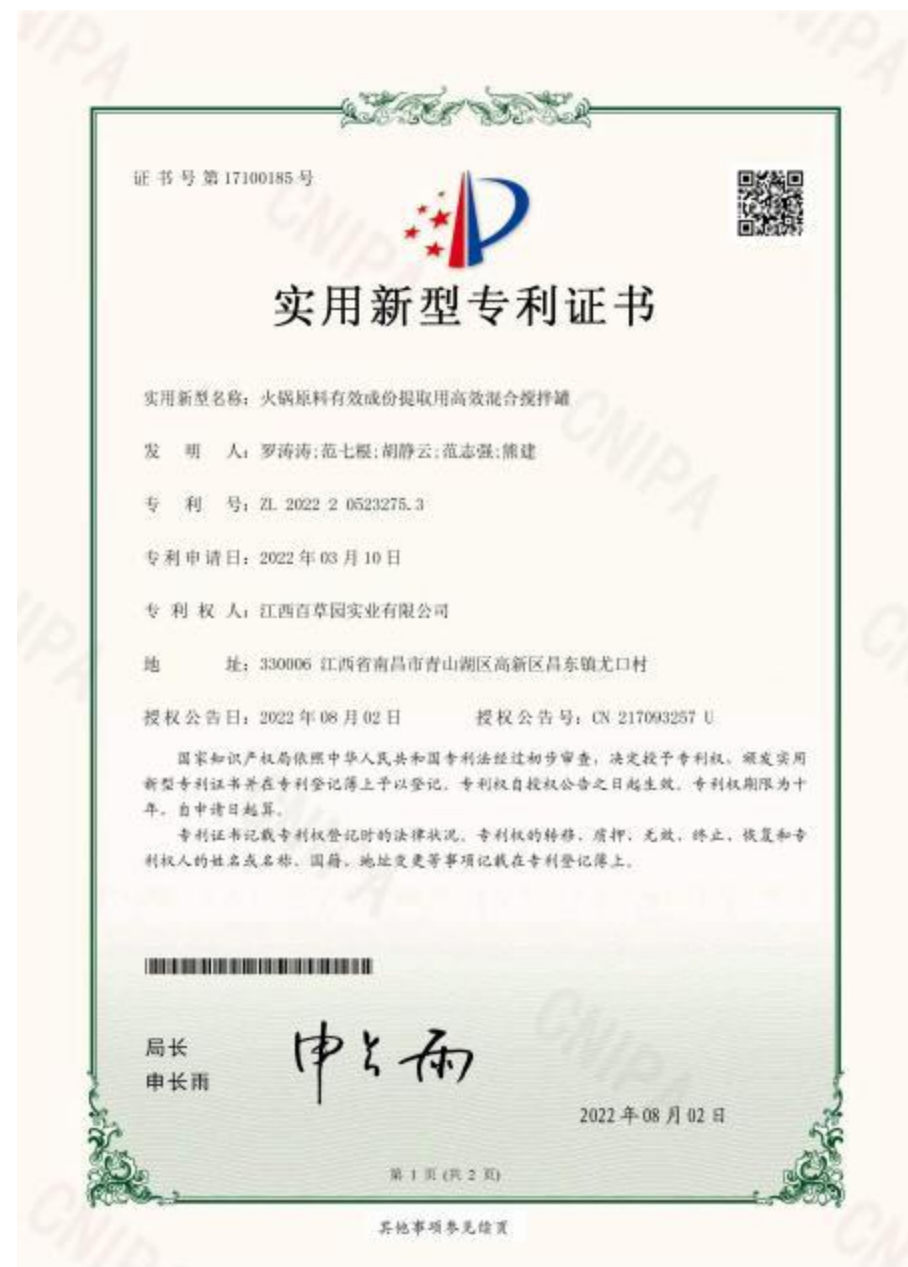 证书号第17100185号
实用新型专利证书
实用新型名称：火锅原料有效成份提取用高效混合搅拌罐
发明人：罗涛涛;范七根;胡静云;范志强;熊建
专利号：ZL 2022 2 0523275.3
专利申请日：2022年03月10日
专利权人：江西百草园实业有限公司
地址：330006 江西省南昌市青山湖区高新区昌东镇尤口村
授权公告日：2022年08月02日 授权公告号：CN 217093257 U
国家知识产权局依照中华人民共和国专利法经过初步审查，决定授予专利权，颁发实用
新型专利证书并在专利登记簿上予以登记。专利权自授权公告之日起生效。专利权期限为十
年，自申请日起算。
专利证书记载专利权登记时的法律状况。专利权的转移、质押、无效、终止、恢复和专
利权人的姓名或名称、国籍、地址变更等事项记载在专利登记簿上。
局长
申长雨
申长雨
2022年08月02日
第 1 页 (共 2 页)
其他事项参见续页
CNIPA
CNIPA
CNIPA
CNIPA